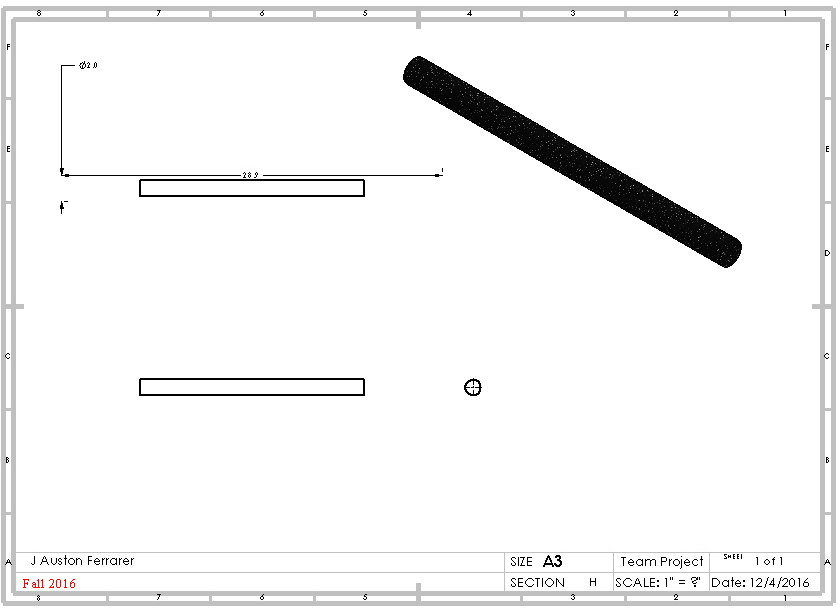 8 7 6 5 4 3 2 1
F F
Ø2.0
E E
28.9
D
C C
B B
A A
J Auston Ferrarer
SIZE A3 Team Project SHEET 1 of 1
Fall 2016
SECTION H SCALE: 1" = ?" Date: 12/4/2016
8 7 6 5 4 3 2 1